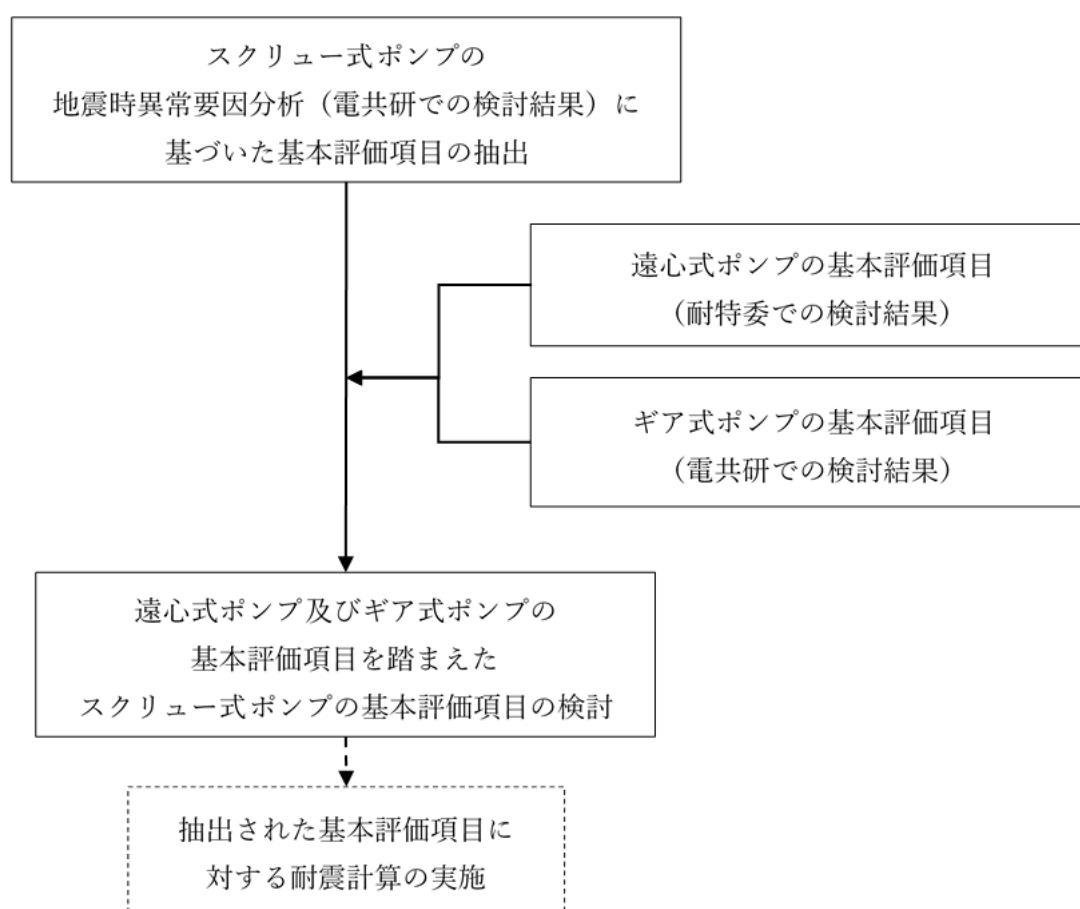 スクリュー式ポンプの
地震時異常要因分析（電共研での検討結果）に
基づいた基本評価項目の抽出
遠心式ポンプの基本評価項目
（耐特委での検討結果）
ギア式ポンプの基本評価項目
（電共研での検討結果）
遠心式ポンプ及びギア式ポンプの
基本評価項目を踏まえた
スクリュー式ポンプの基本評価項目の検討
抽出された基本評価項目に
対する耐震計算の実施